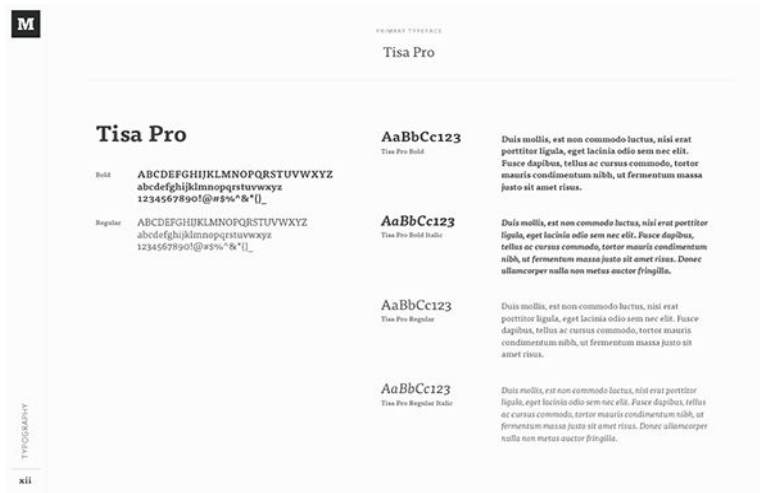 M
PRIMARY TYPEFACE
Tisa Pro
Tisa Pro
Bold
ABCDEFGHIJKLMNOPQRSTUVWXYZ
abcdefghijklmnopqrstuvwxyz
1234567890!@#$%^&*()_
Regular
ABCDEFGHIJKLMNOPQRSTUVWXYZ
abcdefghijklmnopqrstuvwxyz
1234567890!@#$%^&*()_
AaBbCc123
Tisa Pro Bold
Duis mollis, est non commodo luctus, nisi erat
porttitor ligula, eget lacinia odio sem nec elit.
Fusce dapibus, tellus ac cursus commodo, tortor
mauris condimentum nibh, ut fermentum massa
justo sit amet risus.
AaBbCc123
Tisa Pro Bold Italic
Duis mollis, est non commodo luctus, nisi erat porttitor
ligula, eget lacinia odio sem nec elit. Fusce dapibus,
tellus ac cursus commodo, tortor mauris condimentum
nibh, ut fermentum massa justo sit amet risus. Donec
ullamcorper nulla non metus auctor fringilla.
AaBbCc123
Tisa Pro Regular
Duis mollis, est non commodo luctus, nisi erat
porttitor ligula, eget lacinia odio sem nec elit. Fusce
dapibus, tellus ac cursus commodo, tortor mauris
condimentum nibh, ut fermentum massa justo sit
amet risus.
AaBbCc123
Tisa Pro Regular Italic
Duis mollis, est non commodo luctus, nisi erat porttitor
ligula, eget lacinia odio sem nec elit. Fusce dapibus, tellus
ac cursus commodo, tortor mauris condimentum nibh, ut
fermentum massa justo sit amet risus. Donec ullamcorper
nulla non metus auctor fringilla.
TYPOGRAPHY
xii